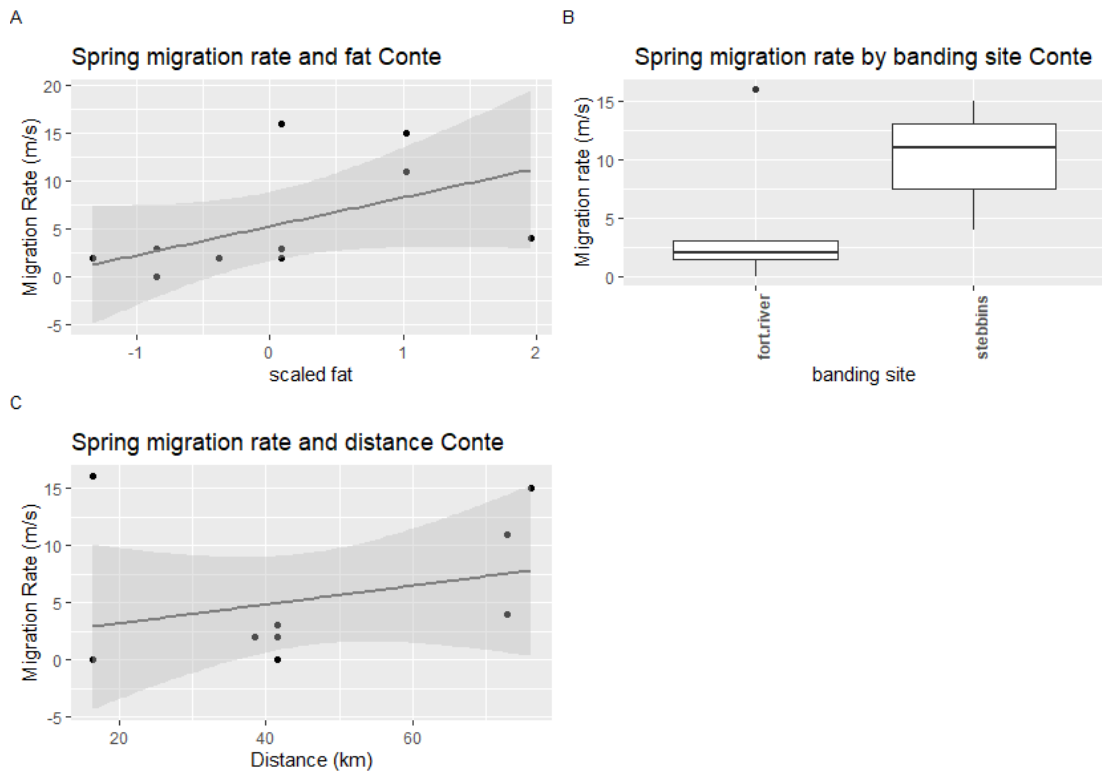 A
Spring migration rate and fat Conte
Migration Rate (m/s)
20
15
10
5
0
-5
-1
0
1
2
scaled fat
B
Spring migration rate by banding site Conte
Migration rate (m/s)
15
10
5
0
fort.river
stebbins
banding site
C
Spring migration rate and distance Conte
Migration Rate (m/s)
15
10
5
0
-5
20
40
60
Distance (km)